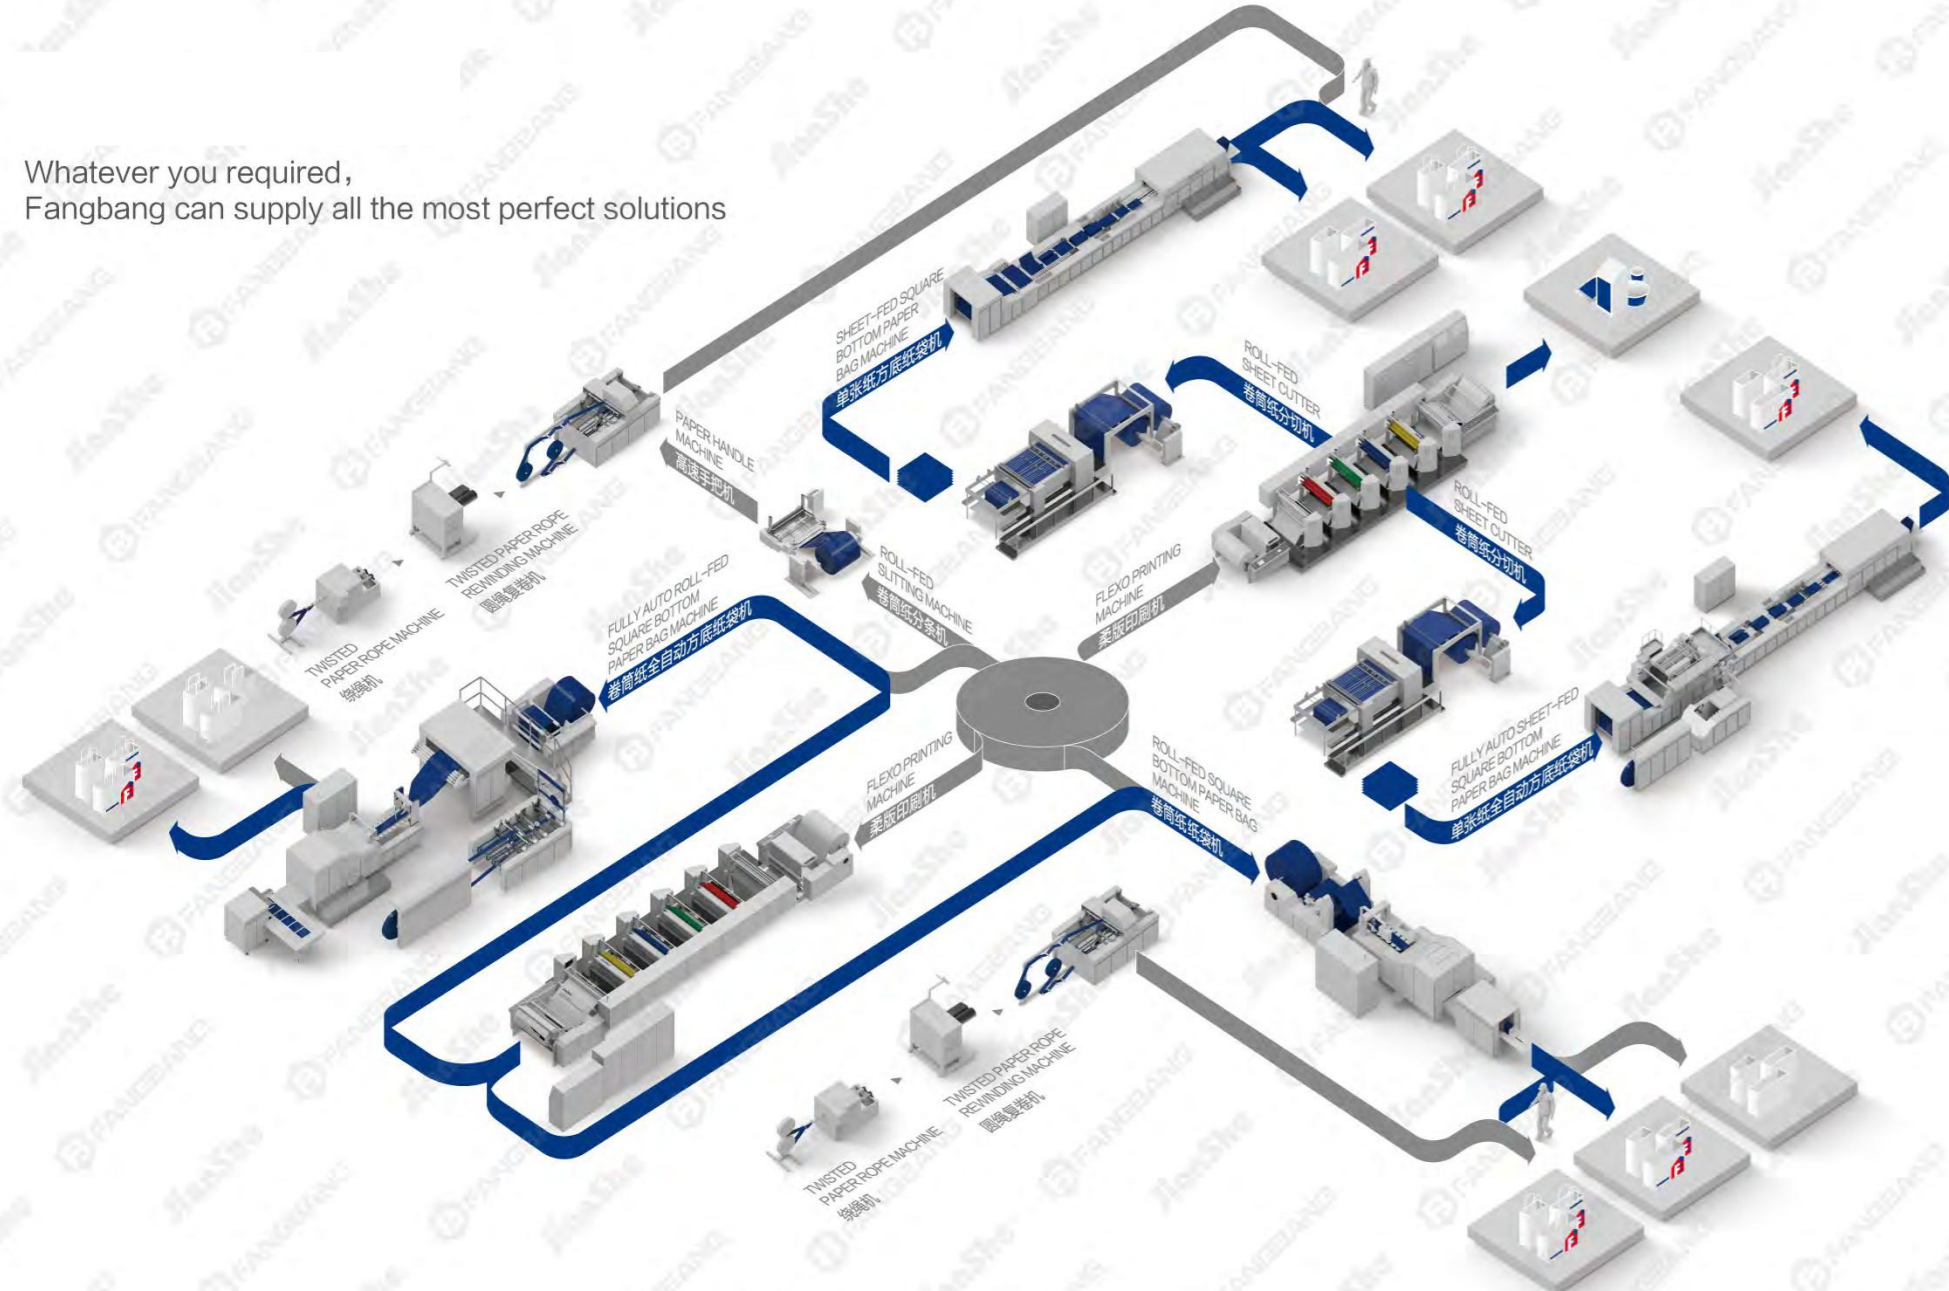 Whatever you required,
Fangbang can supply all the most perfect solutions
SHEET-FED SQUARE
BOTTOM PAPER
BAG MACHINE
单张纸方底纸袋机
ROLL-FED
SHEET CUTTER
卷筒纸分切机
PAPER HANDLE
MACHINE
高速手把机
ROLL-FED
SHEET CUTTER
卷筒纸分切机
TWISTED PAPER ROPE
REWINDING MACHINE
圆绳复卷机
TWISTED
PAPER ROPE MACHINE
绕绳机
FULLY AUTO ROLL-FED
SQUARE BOTTOM
PAPER BAG MACHINE
卷筒纸全自动方底纸袋机
ROLL-FED
SLITTING MACHINE
卷筒纸分条机
FLEXO PRINTING
MACHINE
柔版印刷机
FLEXO PRINTING
MACHINE
柔版印刷机
ROLL-FED SQUARE
BOTTOM PAPER BAG
MACHINE
卷筒纸纸袋机
FULLY AUTO SHEET-FED
SQUARE BOTTOM
PAPER BAG MACHINE
单张纸全自动方底纸袋机
TWISTED PAPER ROPE
REWINDING MACHINE
圆绳复卷机
TWISTED
PAPER ROPE MACHINE
绕绳机
FANGBANG
JianShe